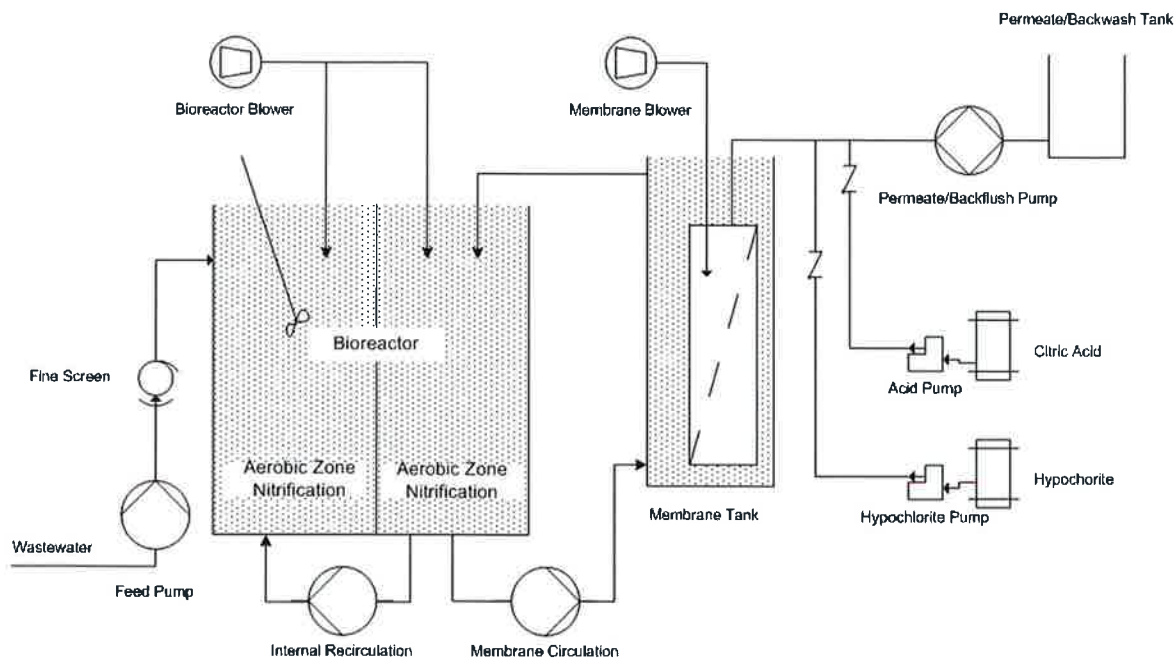 Permeate/Backwash Tank
Bioreactor Blower
Membrane Blower
Permeate/Backflush Pump
Bioreactor
Fine Screen
Citric Acid
Acid Pump
Aerobic Zone
Nitrification
Aerobic Zone
Nitrification
Hypochorite
Membrane Tank
Hypochlorite Pump
Wastewater
Feed Pump
Internal Recirculation
Membrane Circulation